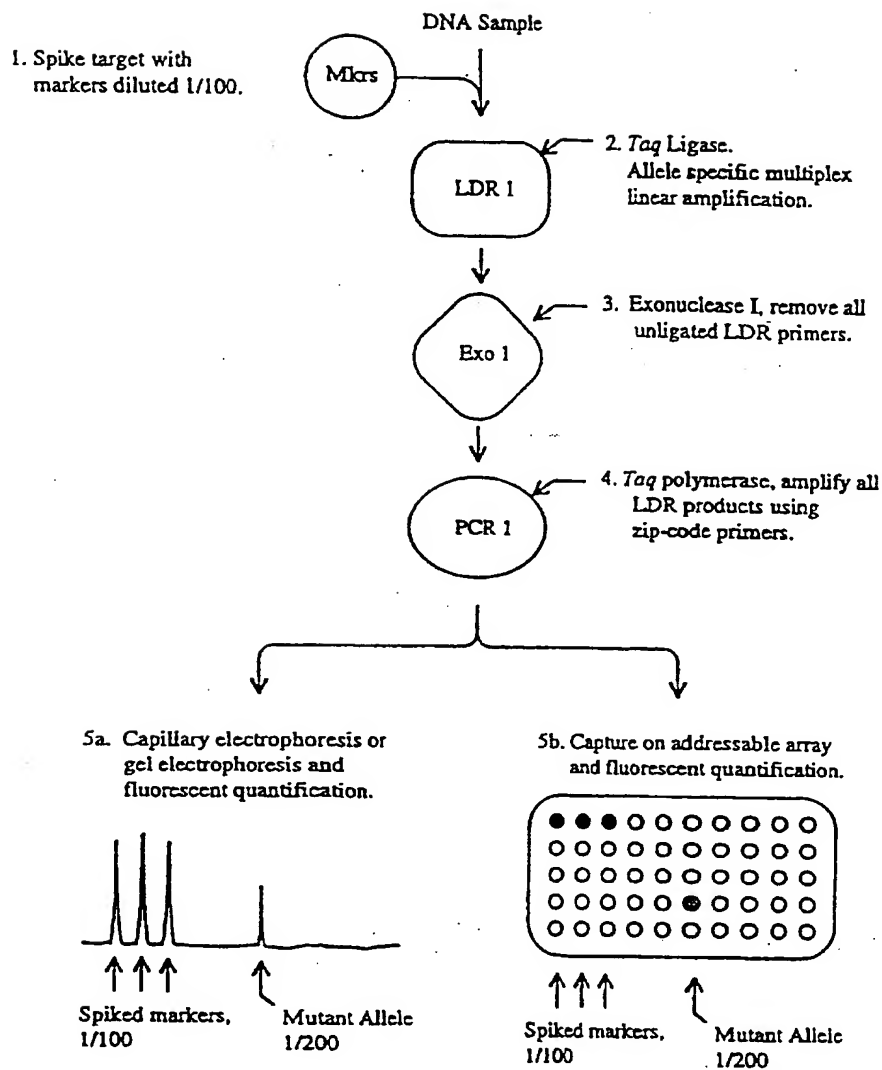 DNA Sample
1. Spike target with
markers diluted 1/100.
Mkrs
2. Taq Ligase.
Allele specific multiplex
linear amplification.
LDR 1
3. Exonuclease I, remove all
unligated LDR primers.
Exo 1
4. Taq polymerase, amplify all
LDR products using
zip-code primers.
PCR 1
5a. Capillary electrophoresis or
gel electrophoresis and
fluorescent quantification.
5b. Capture on addressable array
and fluorescent quantification.
Spiked markers,
1/100
Mutant Allele
1/200
Spiked markers,
1/100
Mutant Allele
1/200